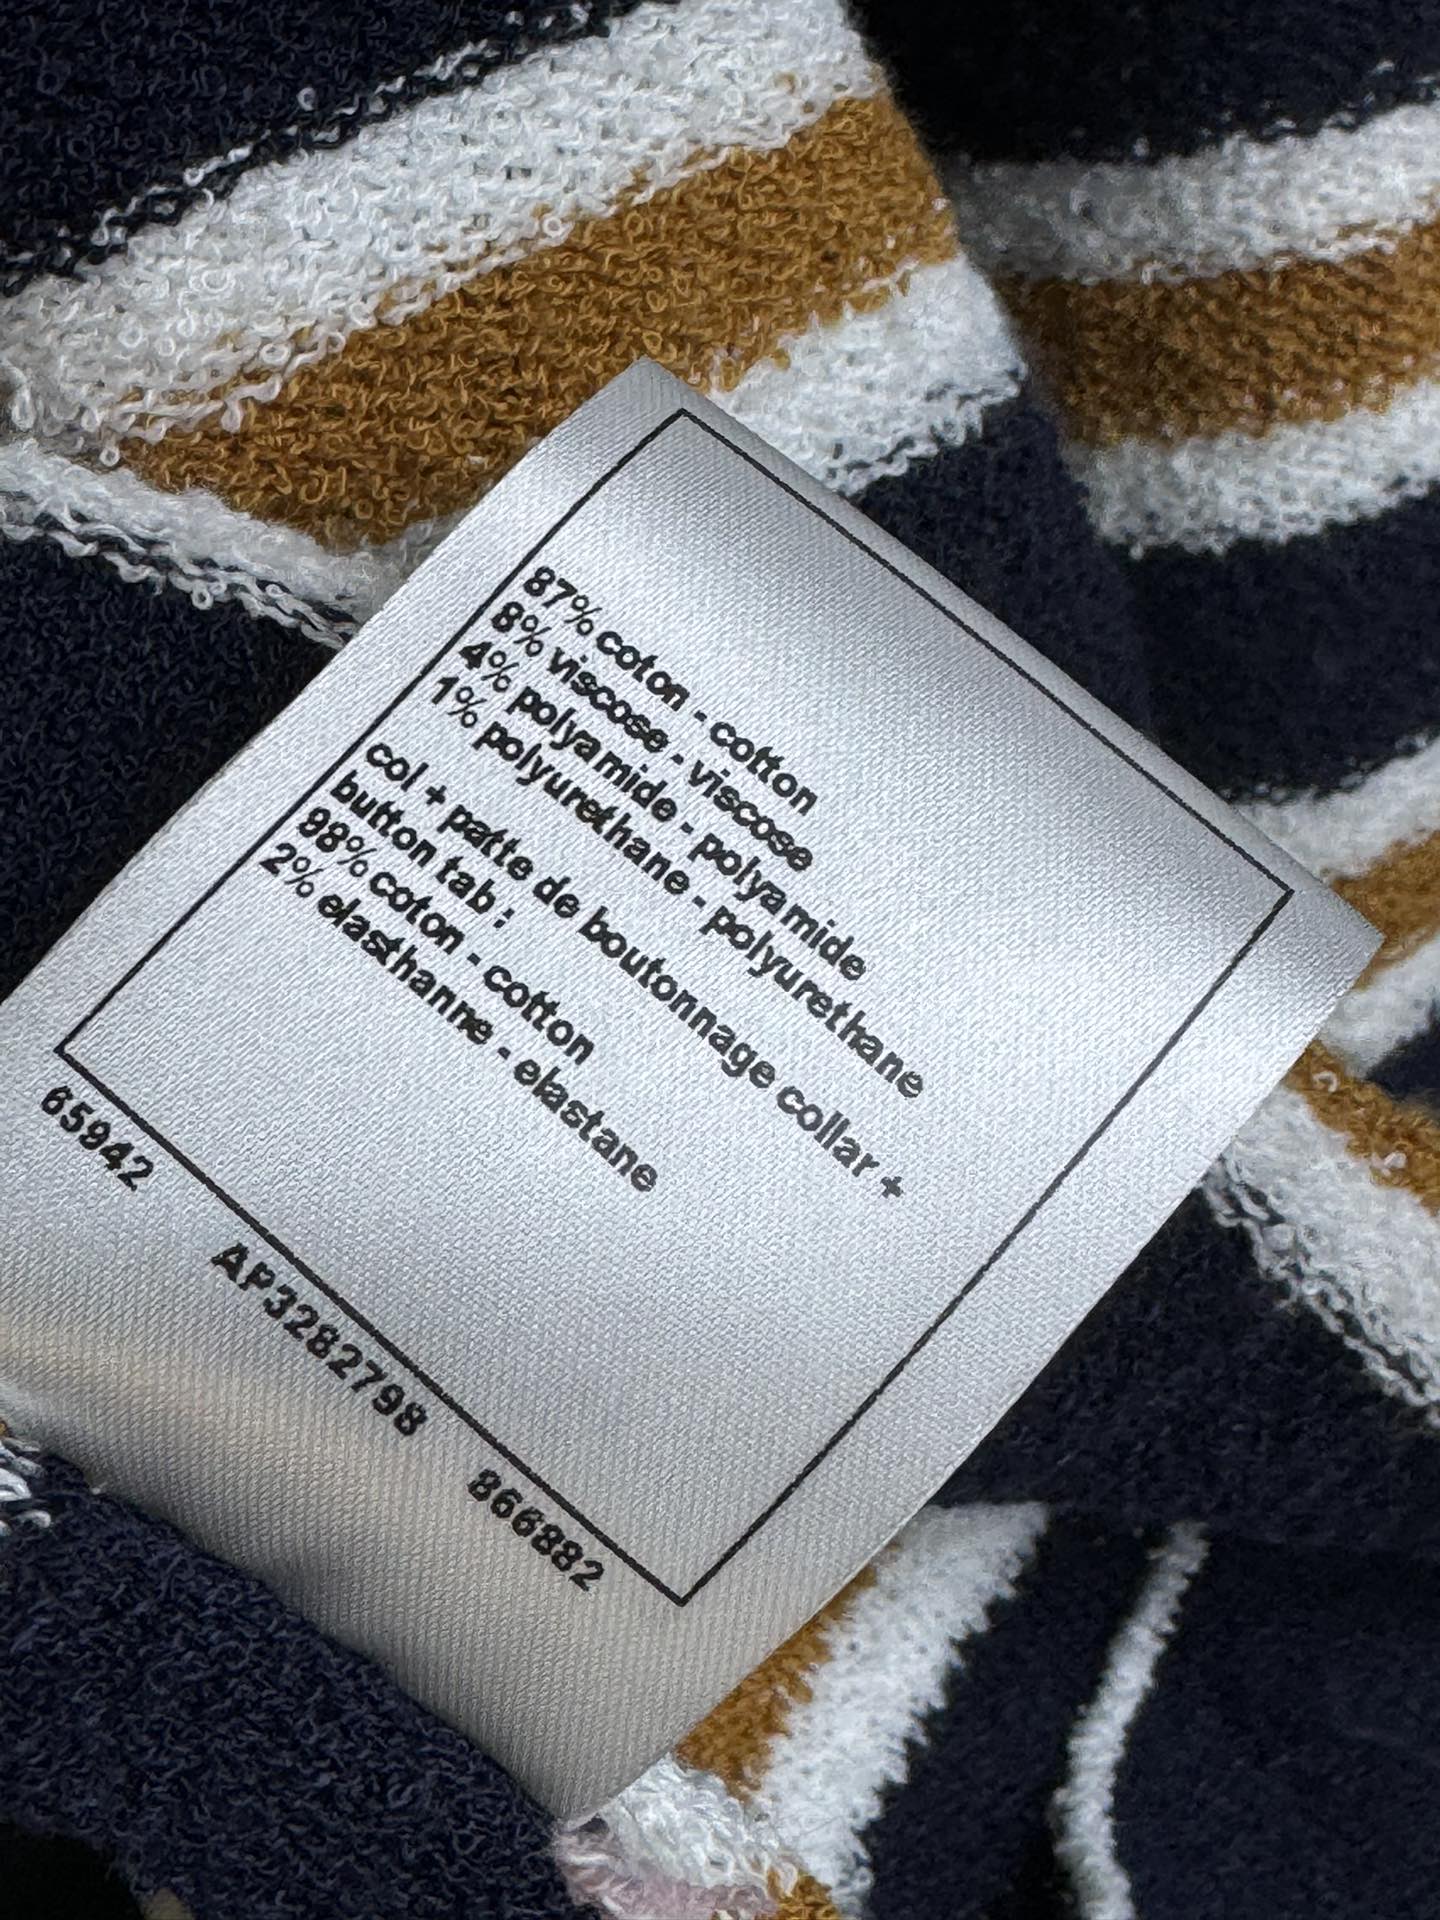 87% coton - cotton
8% viscose - viscose
4% polyamide - polyamide
1% polyurethane - polyurethane
col + patte de boutonnage collar +
button tab :
98% coton - cotton
2% elasthanne - elastane
65942 AP3282798 866882